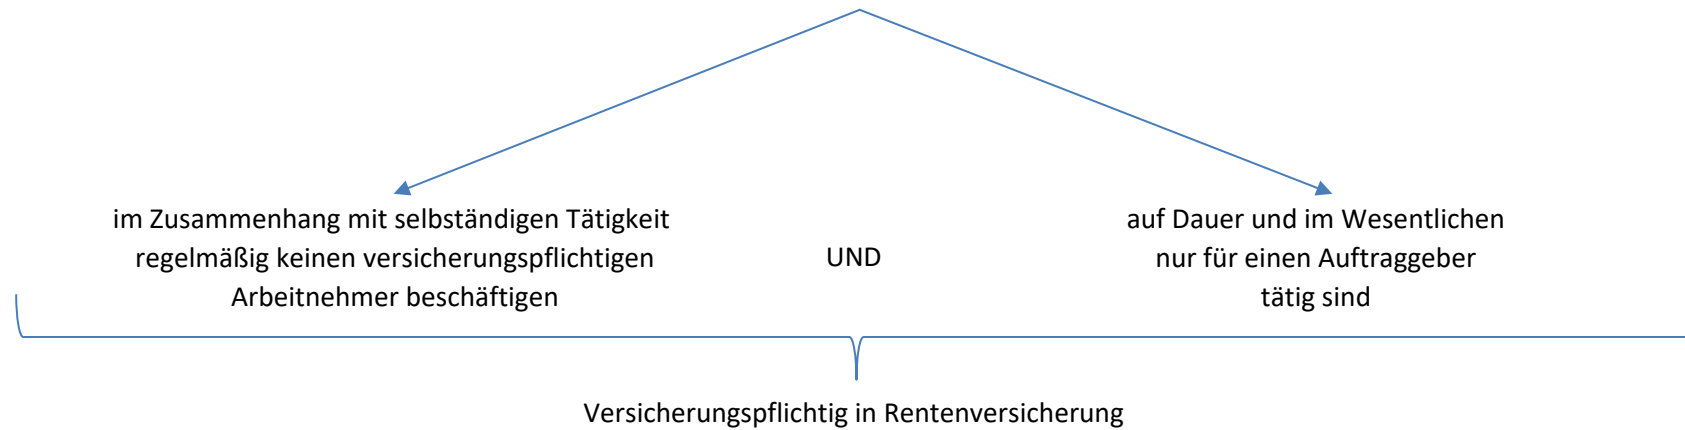 im Zusammenhang mit selbständigen Tätigkeit
regelmäßig keinen versicherungspflichtigen
Arbeitnehmer beschäftigen
UND
auf Dauer und im Wesentlichen
nur für einen Auftraggeber
tätig sind
Versicherungspflichtig in Rentenversicherung